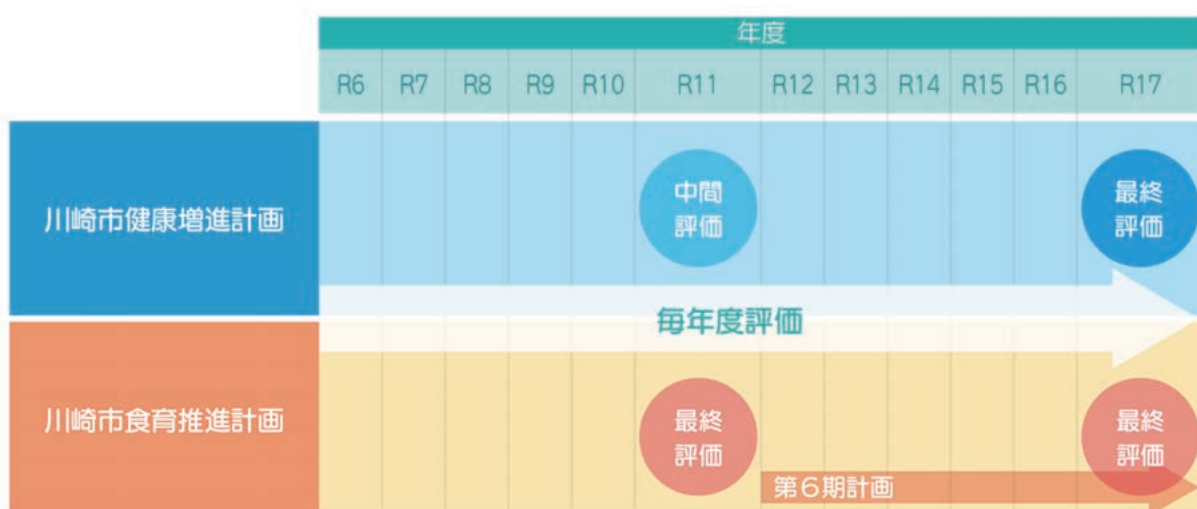 年度
R6 R7 R8 R9 R10 R11 R12 R13 R14 R15 R16 R17
川崎市健康増進計画
中間
評価
最終
評価
毎年度評価
川崎市食育推進計画
最終
評価
最終
評価
第6期計画